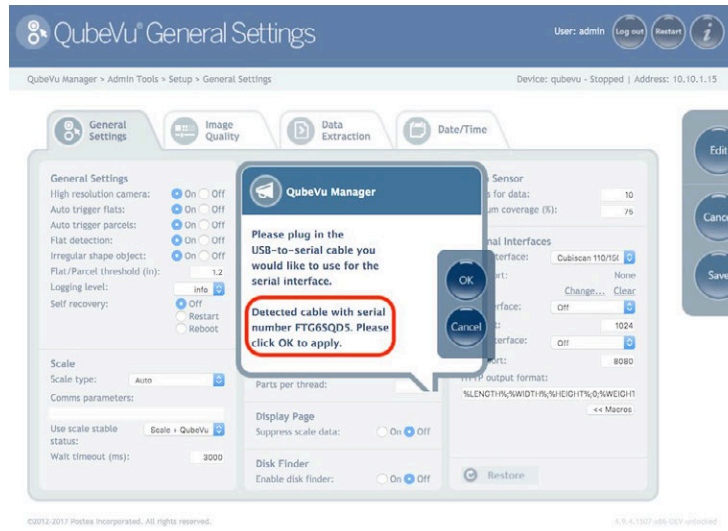 QubeVu® General Settings
User: admin
Log out
Restart
i
QubeVu Manager > Admin Tools > Setup > General Settings
Device: qubevu - Stopped | Address: 10.10.1.15
General Settings
Image Quality
Data Extraction
Date/Time
General Settings
High resolution camera: On Off
Auto trigger flats: On Off
Auto trigger parcels: On Off
Flat detection: On Off
Irregular shape object: On Off
Flat/Parcel threshold (in): 1.2
Logging level: info
Self recovery: Off
Restart
Reboot
Scale
Scale type: Auto
Comms parameters:
Use scale stable status: Scale + QubeVu
Wait timeout (ms): 3000
QubeVu Manager
Please plug in the
USB-to-serial cable you
would like to use for the
serial interface.
Detected cable with serial
number FTG6SQD5. Please
click OK to apply.
OK
Cancel
Parts per thread:
Display Page
Suppress scale data: On Off
Disk Finder
Enable disk finder: On Off
Sensor
for data: 10
coverage (%): 75
Interfaces
Cubiscan 110/15
None
Change... Clear
Off
1024
Off
8080
output format:
%LENGTH%;%WIDTH%;%HEIGHT%;0;%WEIGHT
<< Macros
Restore
Edit
Cance
Save
©2012-2017 Postea Incorporated. All rights reserved.